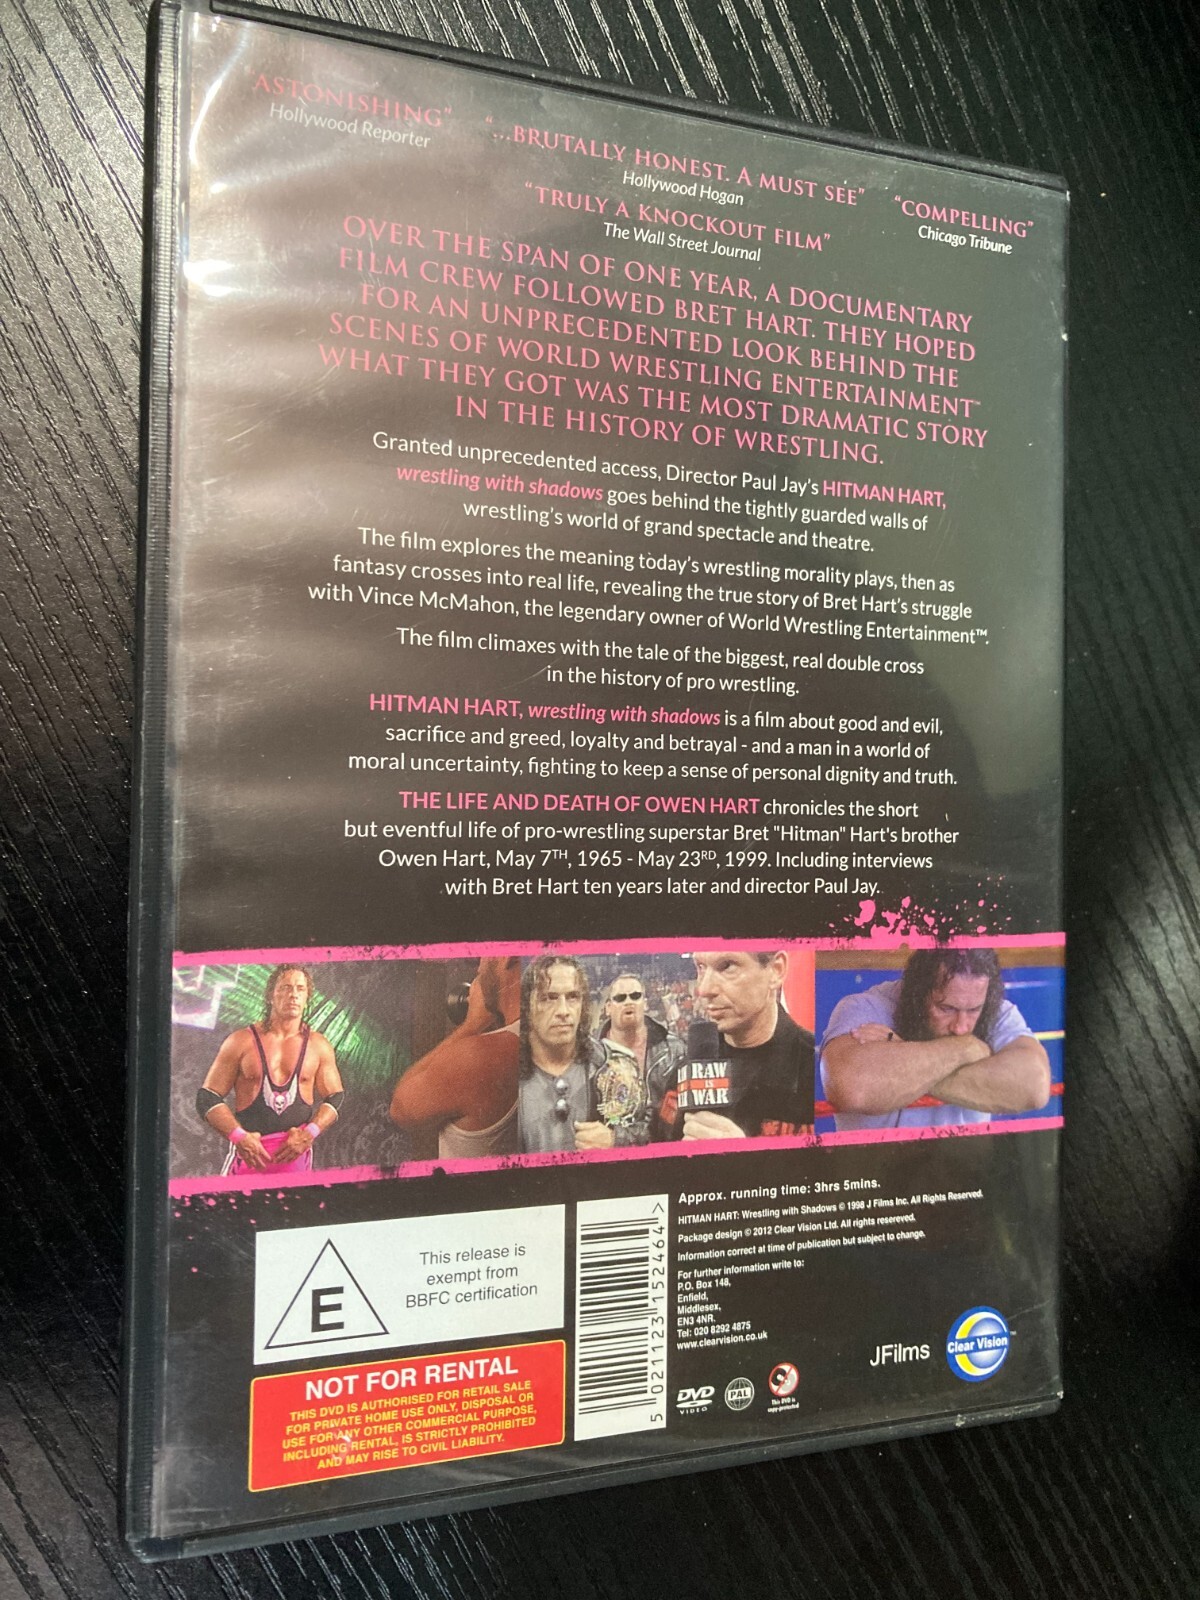 "ASTONISHING"
Hollywood Reporter
"...BRUTALLY HONEST. A MUST SEE"
Hollywood Hogan
"COMPELLING"
Chicago Tribune
"TRULY A KNOCKOUT FILM"
The Wall Street Journal
OVER THE SPAN OF ONE YEAR, A DOCUMENTARY
FILM CREW FOLLOWED BRET HART. THEY HOPED
FOR AN UNPRECEDENTED LOOK BEHIND THE
SCENES OF WORLD WRESTLING ENTERTAINMENT™
WHAT THEY GOT WAS THE MOST DRAMATIC STORY
IN THE HISTORY OF WRESTLING.
Granted unprecedented access, Director Paul Jay's HITMAN HART,
wrestling with shadows goes behind the tightly guarded walls of
wrestling's world of grand spectacle and theatre.
The film explores the meaning today's wrestling morality plays, then as
fantasy crosses into real life, revealing the true story of Bret Hart's struggle
with Vince McMahon, the legendary owner of World Wrestling Entertainment™.
The film climaxes with the tale of the biggest, real double cross
in the history of pro wrestling.
HITMAN HART, wrestling with shadows is a film about good and evil,
sacrifice and greed, loyalty and betrayal - and a man in a world of
moral uncertainty, fighting to keep a sense of personal dignity and truth.
THE LIFE AND DEATH OF OWEN HART chronicles the short
but eventful life of pro-wrestling superstar Bret "Hitman" Hart's brother
Owen Hart, May 7TH, 1965 - May 23RD, 1999. Including interviews
with Bret Hart ten years later and director Paul Jay.
RAW
IS
WAR
Approx. running time: 3hrs 5mins.
HITMAN HART: Wrestling with Shadows © 1998 J Films Inc. All Rights Reserved.
Package design © 2012 Clear Vision Ltd. All rights resereved.
Information correct at time of publication but subject to change.
For further information write to:
P.O. Box 148,
Enfield,
Middlesex,
EN3 4NR.
Tel: 020 8292 4875
www.clearvision.co.uk
E
This release is
exempt from
BBFC certification
NOT FOR RENTAL
THIS DVD IS AUTHORISED FOR RETAIL SALE
FOR PRIVATE HOME USE ONLY, DISPOSAL OR
USE FOR ANY OTHER COMMERCIAL PURPOSE,
INCLUDING RENTAL, IS STRICTLY PROHIBITED
AND MAY RISE TO CIVIL LIABILITY.
5 021123 152464 >
DVD
VIDEO
PAL
This DVD is
copy-protected
JFilms
Clear Vision™